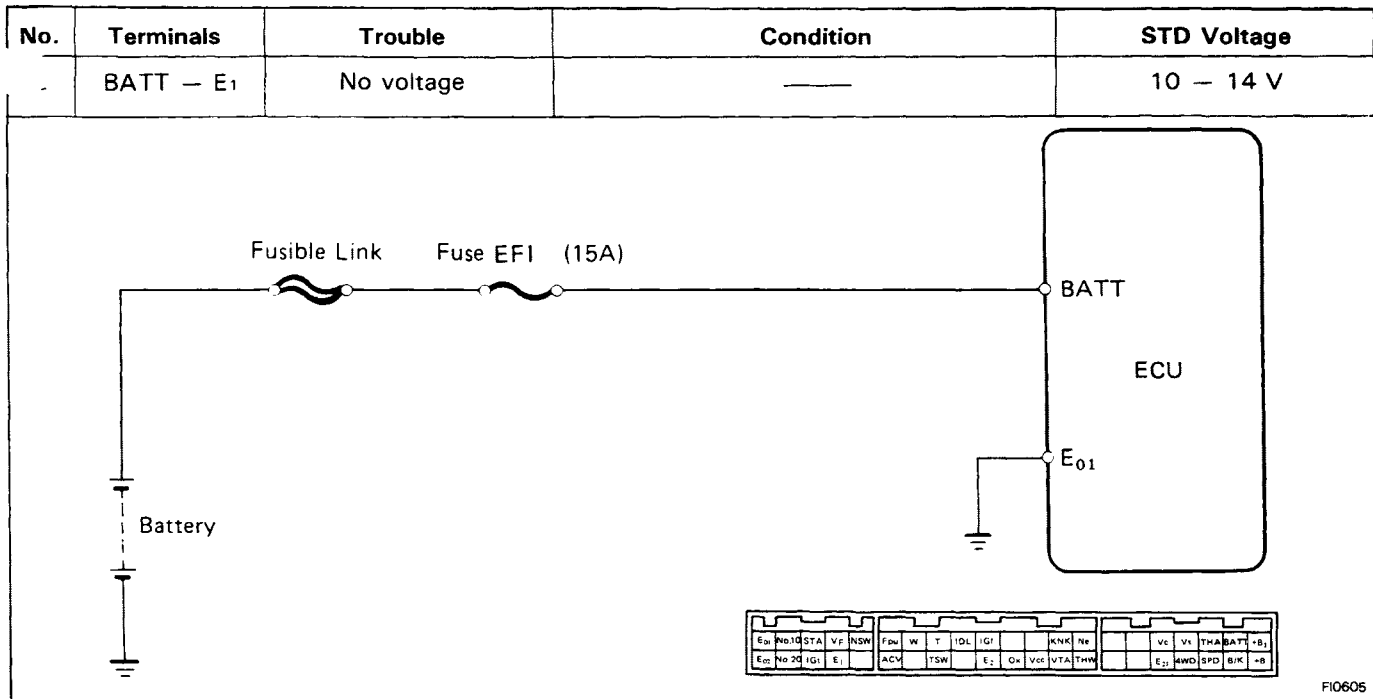 No. Terminals Trouble Condition STD Voltage
BATT – E1 No voltage —— 10 – 14 V
Fusible Link Fuse EFI (15A)
BATT
ECU
E01
Battery
E01 No.10 STA VF NSW FPU W T IDL IGf KNK Ne Vc Vs THA BATT +B1
E02 No 20 IGt E1 ACV TSW E2 Ox Vcc VTA THW E21 4WD SPD B/K +B
FI0605